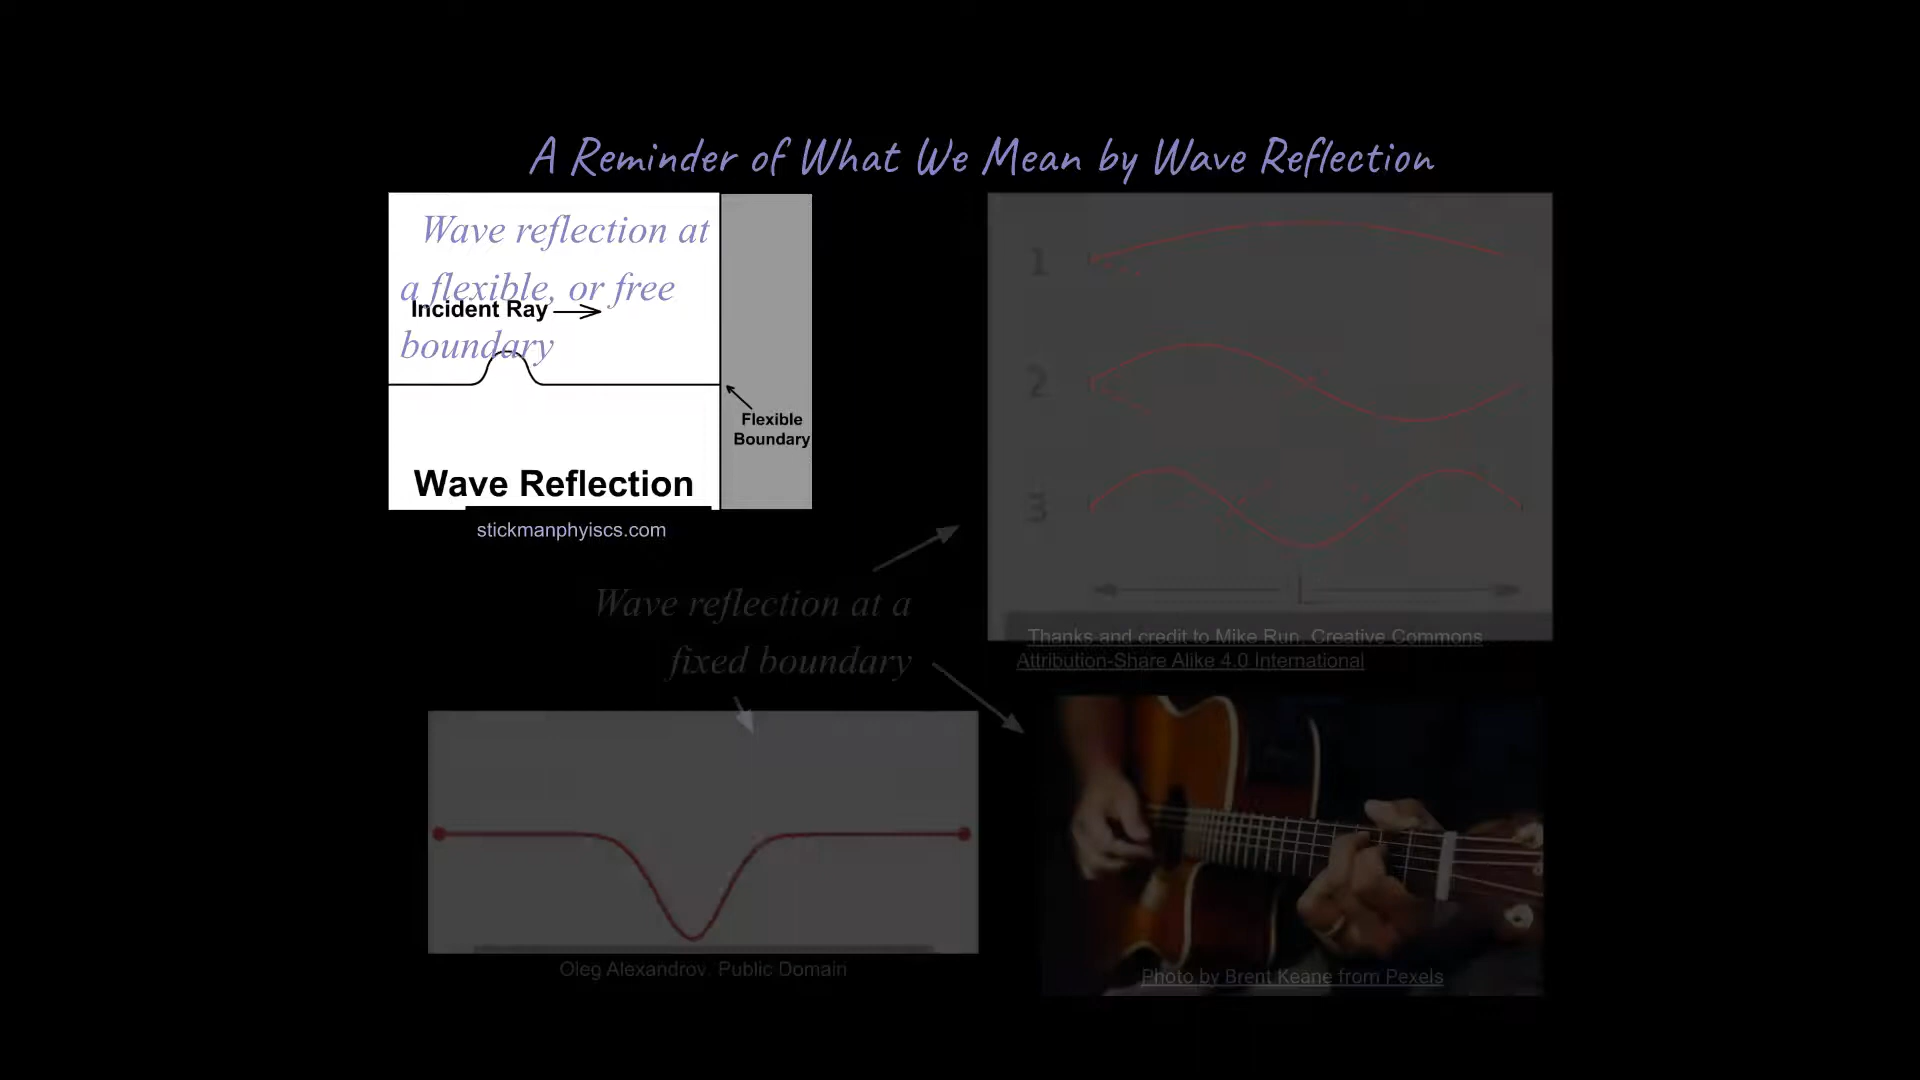 A Reminder of What We Mean by Wave Reflection
Wave reflection at
a flexible, or free
Incident Ray
boundary
Flexible
Boundary
Wave Reflection
stickmanphyiscs.com
1
2
3
L
Thanks and credit to Mike Run, Creative Commons
Attribution-Share Alike 4.0 International
Wave reflection at a
fixed boundary
Oleg Alexandrov. Public Domain
Photo by Brent Keane from Pexels